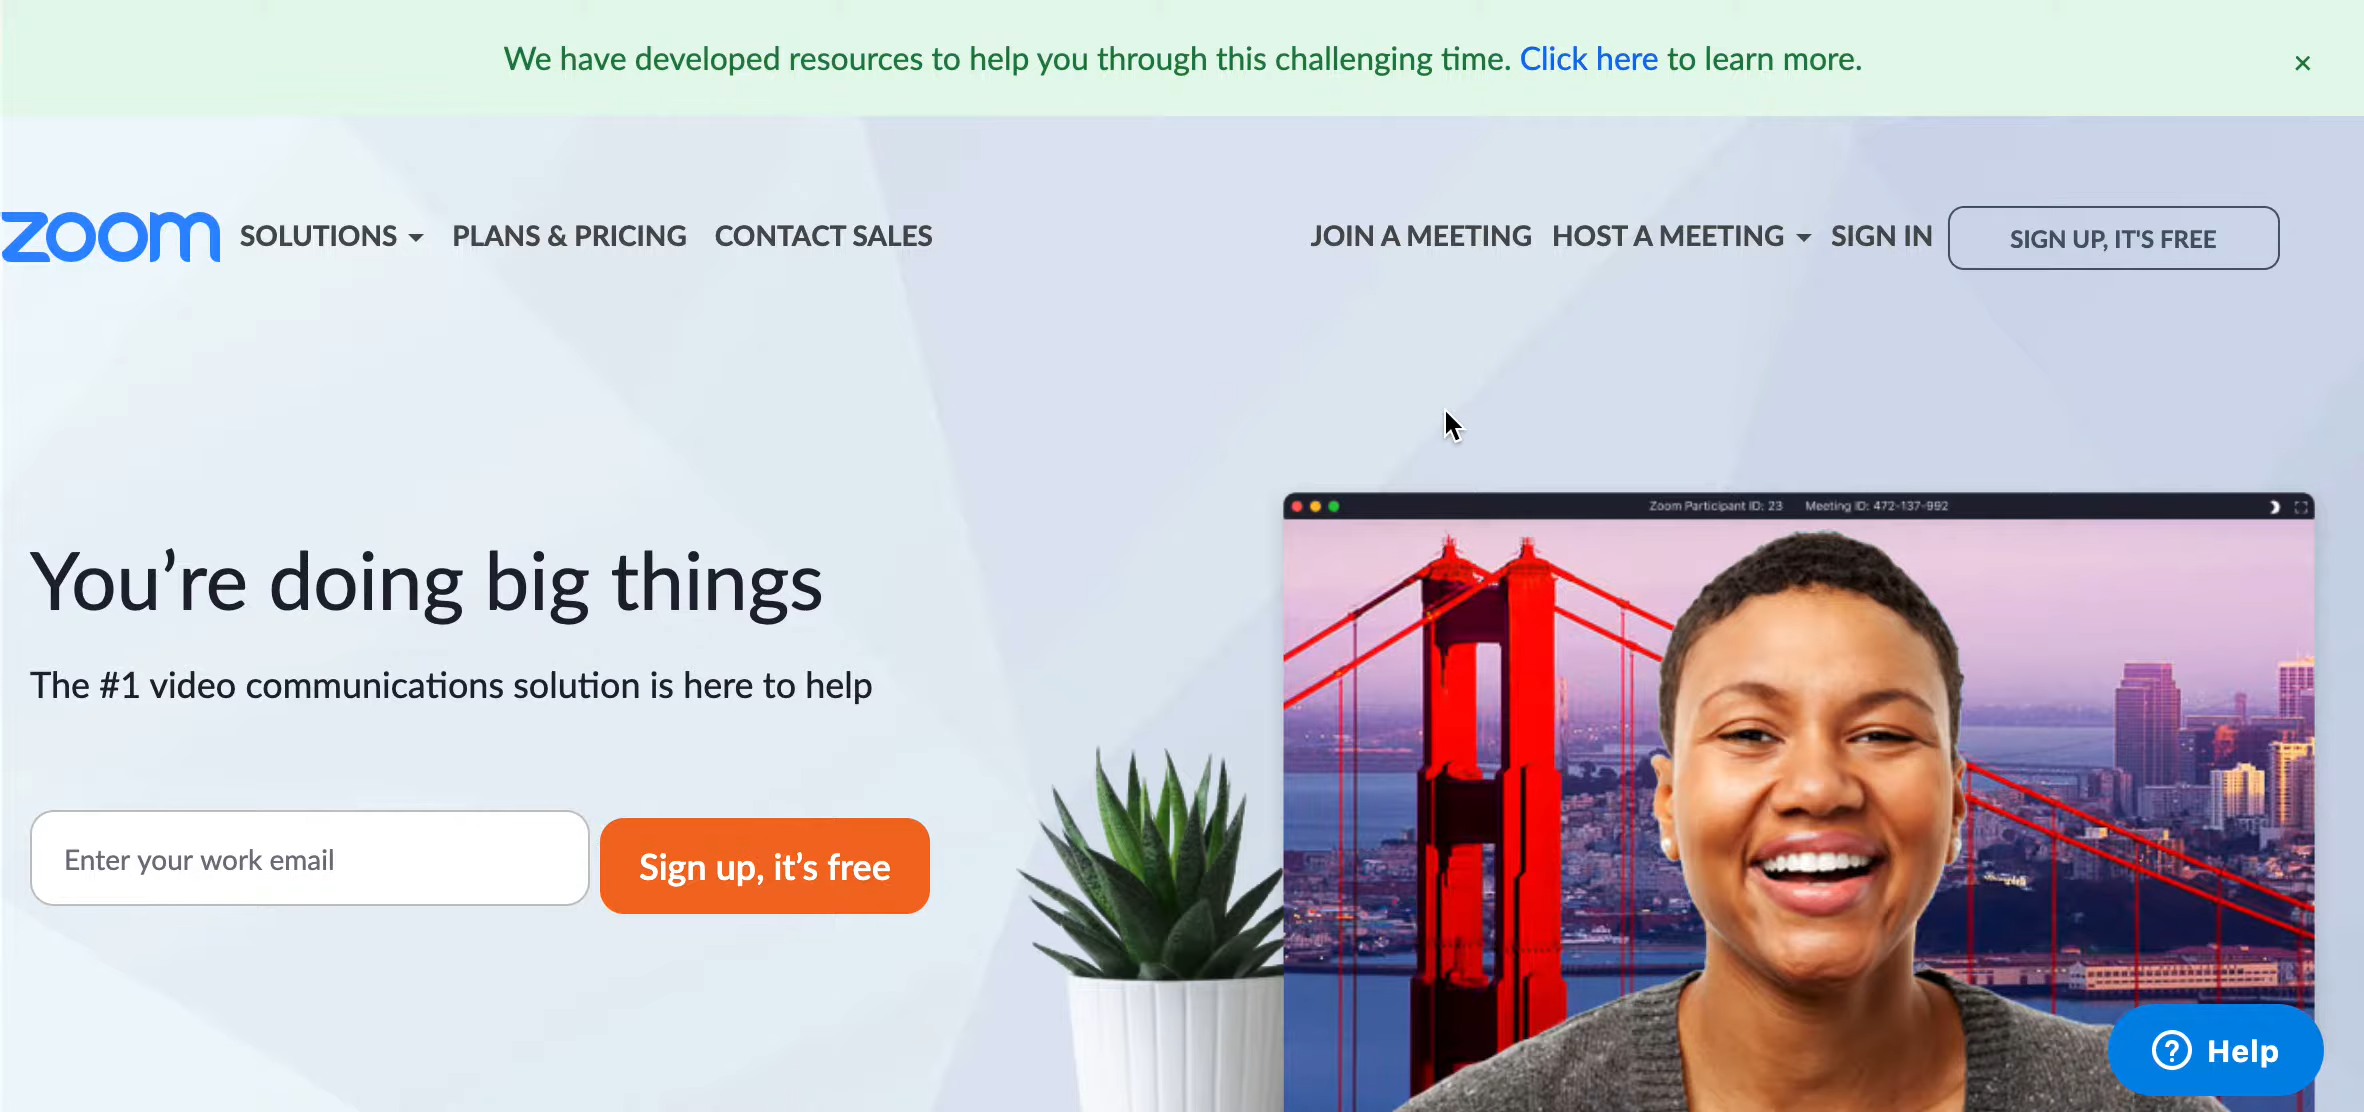 We have developed resources to help you through this challenging time. Click here to learn more.
×
zoom SOLUTIONS PLANS & PRICING CONTACT SALES JOIN A MEETING HOST A MEETING SIGN IN SIGN UP, IT'S FREE
Zoom Participant ID: 23 Meeting ID: 472-137-992
You’re doing big things
The #1 video communications solution is here to help
Enter your work email
Sign up, it’s free
? Help